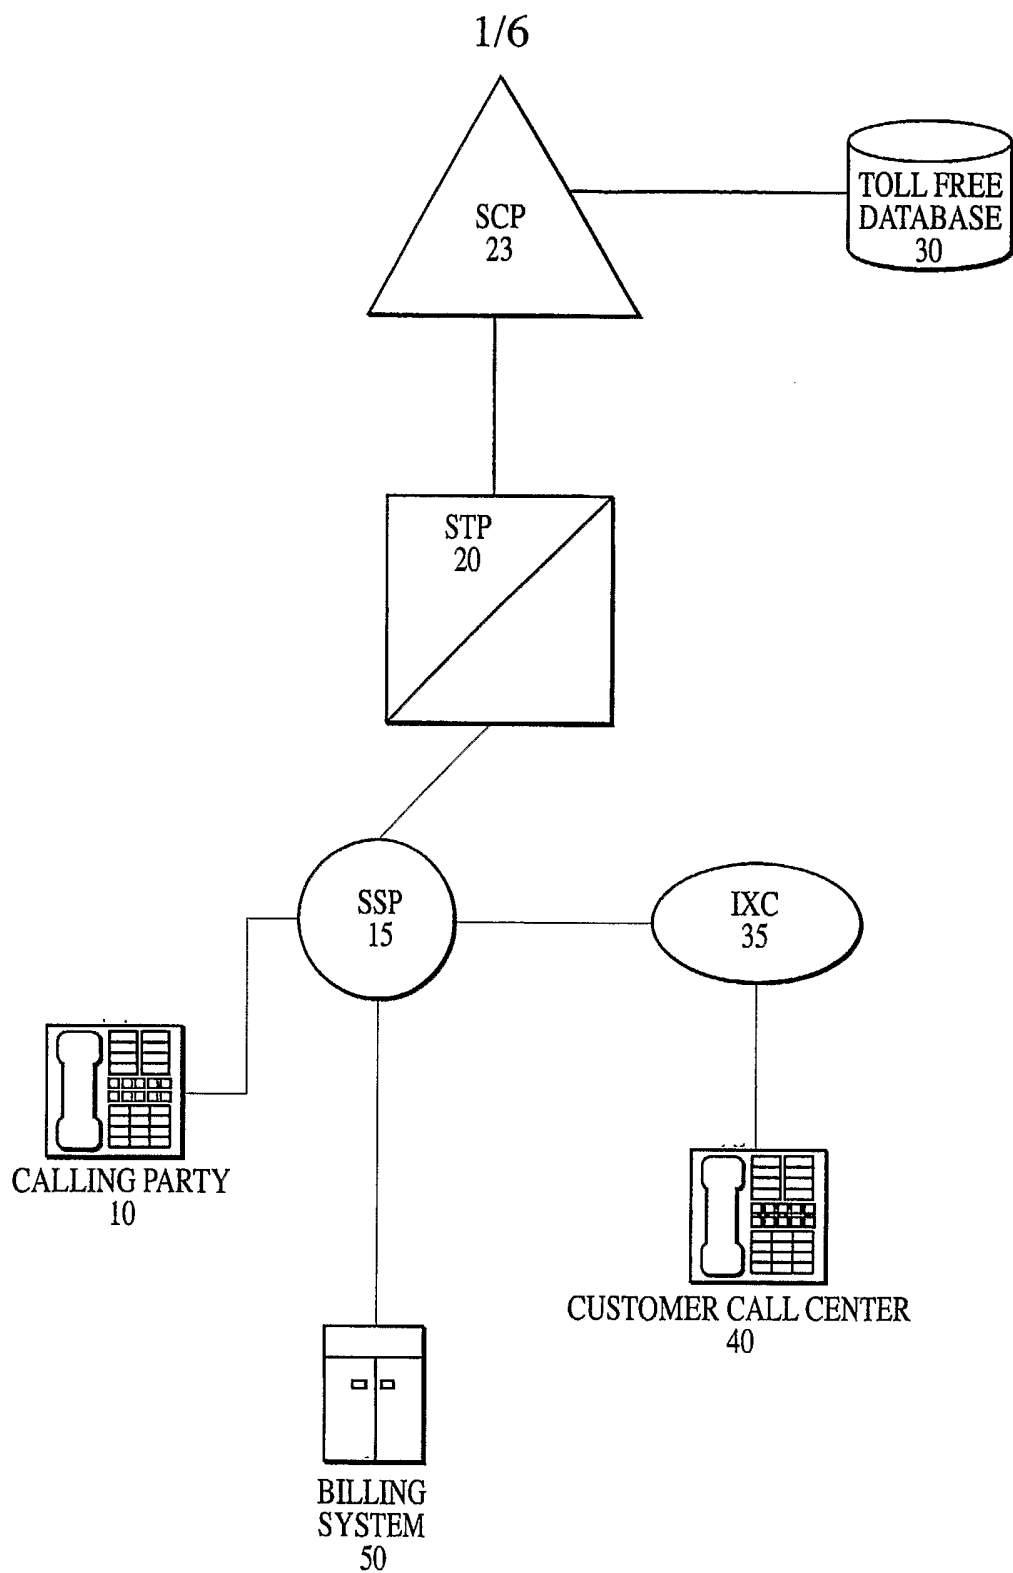 1/6
SCP
23
TOLL FREE
DATABASE
30
STP
20
SSP
15
IXC
35
CALLING PARTY
10
CUSTOMER CALL CENTER
40
BILLING
SYSTEM
50